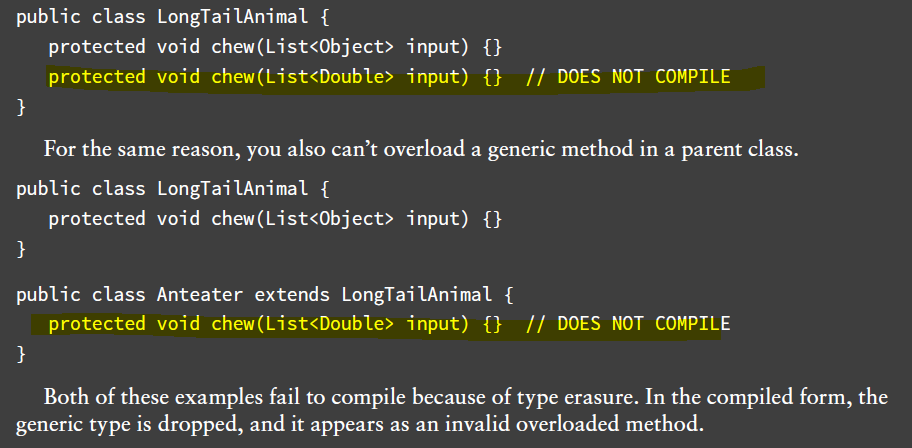 public class LongTailAnimal {
protected void chew(List<Object> input) {}
protected void chew(List<Double> input) {}  // DOES NOT COMPILE
}
For the same reason, you also can’t overload a generic method in a parent class.
public class LongTailAnimal {
protected void chew(List<Object> input) {}
}
public class Anteater extends LongTailAnimal {
protected void chew(List<Double> input) {}  // DOES NOT COMPILE
}
Both of these examples fail to compile because of type erasure. In the compiled form, the
generic type is dropped, and it appears as an invalid overloaded method.